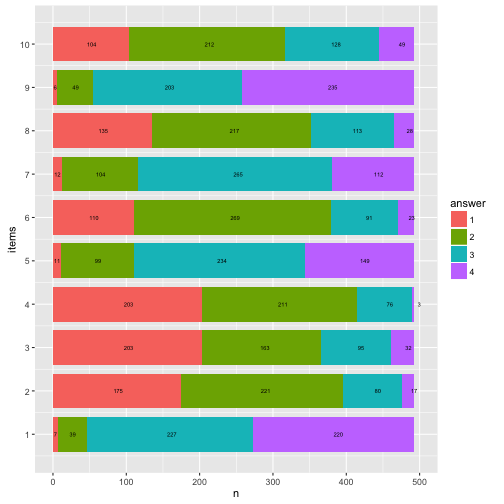 10 104 212 128 49
9 6 49 203 235
8 135 217 113 28
7 12 104 265 112
6 110 269 91 23
5 11 99 234 149
4 203 211 76 3
3 203 163 95 32
2 175 221 80 17
1 7 39 227 220
0 100 200 300 400 500
n
items
answer
1
2
3
4